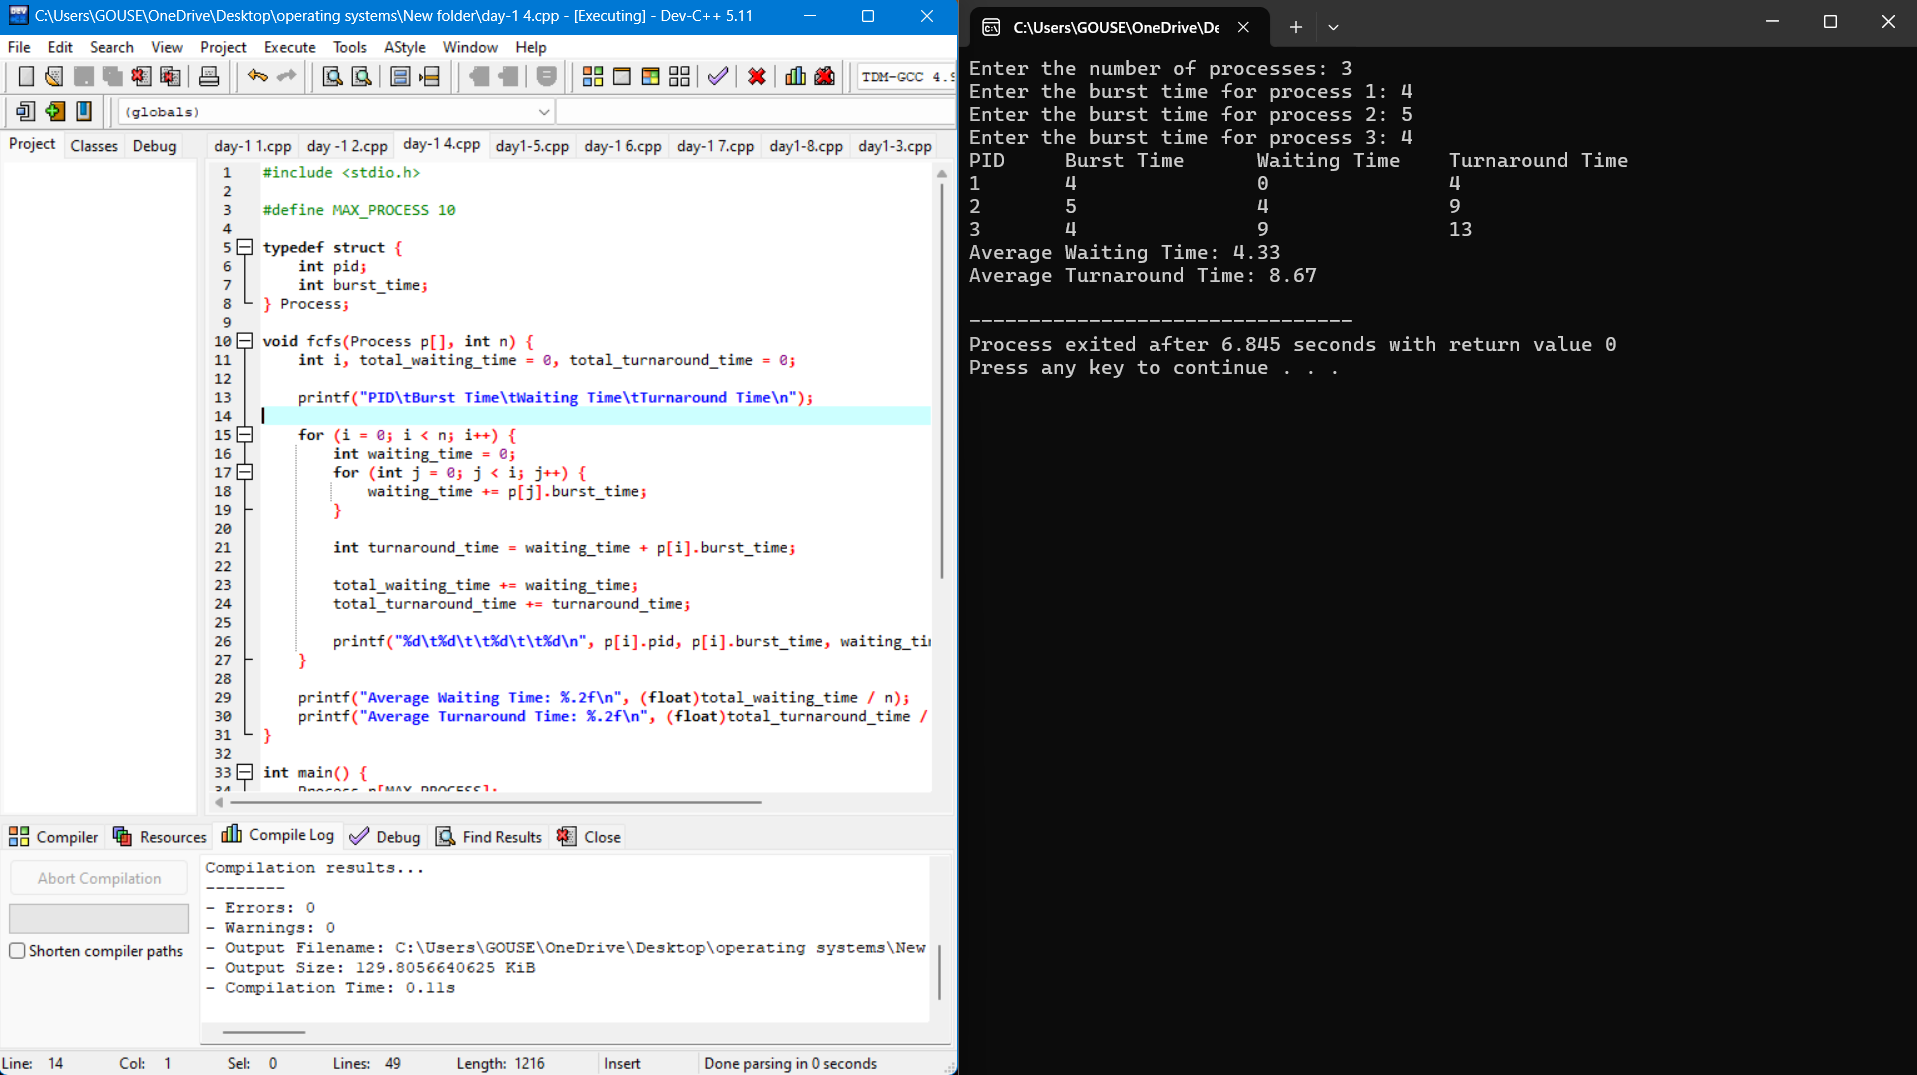 C:\Users\GOUSE\OneDrive\Desktop\operating systems\New folder\day-1 4.cpp - [Executing] - Dev-C++ 5.11
File Edit Search View Project Execute Tools AStyle Window Help
TDM-GCC 4.9
(globals)
Project Classes Debug
day-1 1.cpp day -1 2.cpp day-1 4.cpp day1-5.cpp day-1 6.cpp day-1 7.cpp day1-8.cpp day1-3.cpp
1 #include <stdio.h>
2
3 #define MAX_PROCESS 10
4
5 typedef struct {
6 int pid;
7 int burst_time;
8 } Process;
9
10 void fcfs(Process p[], int n) {
11 int i, total_waiting_time = 0, total_turnaround_time = 0;
12
13 printf("PID\tBurst Time\tWaiting Time\tTurnaround Time\n");
14
15 for (i = 0; i < n; i++) {
16 int waiting_time = 0;
17 for (int j = 0; j < i; j++) {
18 waiting_time += p[j].burst_time;
19 }
20
21 int turnaround_time = waiting_time + p[i].burst_time;
22
23 total_waiting_time += waiting_time;
24 total_turnaround_time += turnaround_time;
25
26 printf("%d\t%d\t\t%d\t\t%d\n", p[i].pid, p[i].burst_time, waiting_tim
27 }
28
29 printf("Average Waiting Time: %.2f\n", (float)total_waiting_time / n);
30 printf("Average Turnaround Time: %.2f\n", (float)total_turnaround_time /
31 }
32
33 int main() {
34 Process p[MAX_PROCESS];
Compiler Resources Compile Log Debug Find Results Close
Abort Compilation
Shorten compiler paths
Compilation results...
--------
- Errors: 0
- Warnings: 0
- Output Filename: C:\Users\GOUSE\OneDrive\Desktop\operating systems\New
- Output Size: 129.8056640625 KiB
- Compilation Time: 0.11s
Line: 14 Col: 1 Sel: 0 Lines: 49 Length: 1216 Insert Done parsing in 0 seconds
C:\Users\GOUSE\OneDrive\De
Enter the number of processes: 3
Enter the burst time for process 1: 4
Enter the burst time for process 2: 5
Enter the burst time for process 3: 4
PID Burst Time Waiting Time Turnaround Time
1 4 0 4
2 5 4 9
3 4 9 13
Average Waiting Time: 4.33
Average Turnaround Time: 8.67
--------------------------------
Process exited after 6.845 seconds with return value 0
Press any key to continue . . .